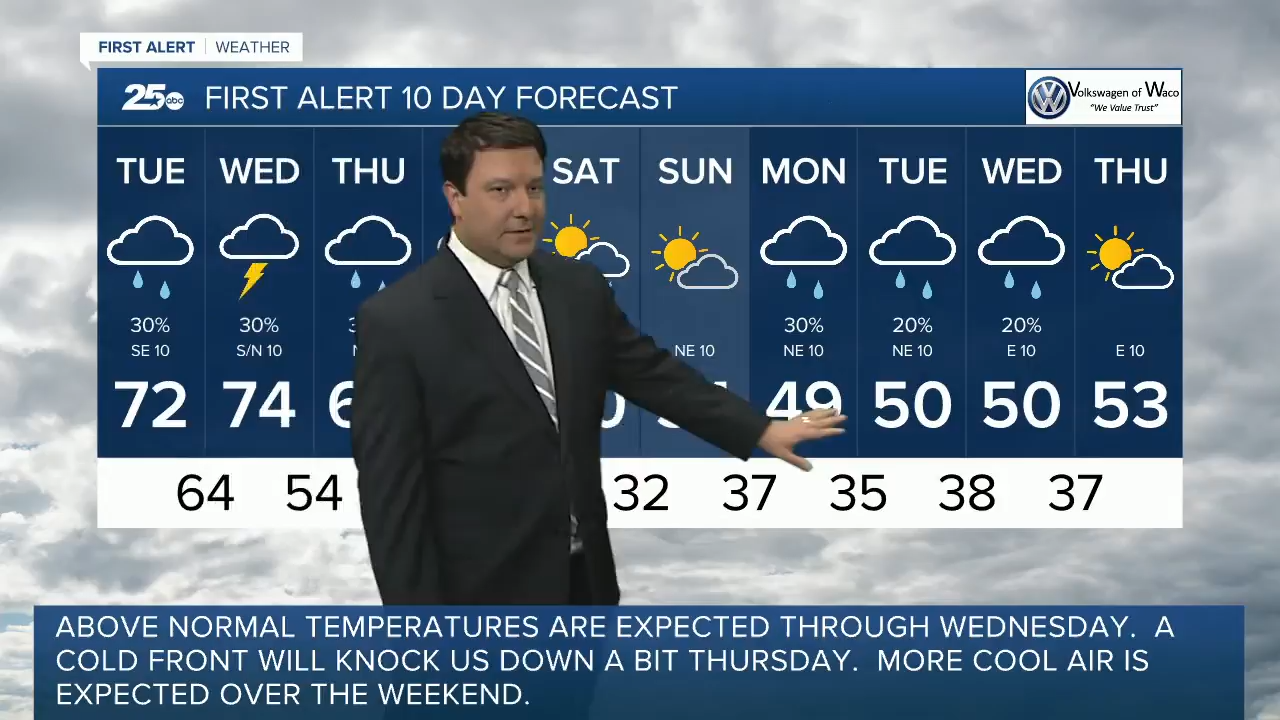 FIRST ALERT WEATHER
25 abc FIRST ALERT 10 DAY FORECAST
Volkswagen of Waco
"We Value Trust"
TUE WED THU SAT SUN MON TUE WED THU
30% 30% 30% 20% 20%
SE 10 S/N 10 NE 10 NE 10 NE 10 E 10 E 10
72 74 49 50 50 53
64 54 32 37 35 38 37
ABOVE NORMAL TEMPERATURES ARE EXPECTED THROUGH WEDNESDAY. A
COLD FRONT WILL KNOCK US DOWN A BIT THURSDAY. MORE COOL AIR IS
EXPECTED OVER THE WEEKEND.